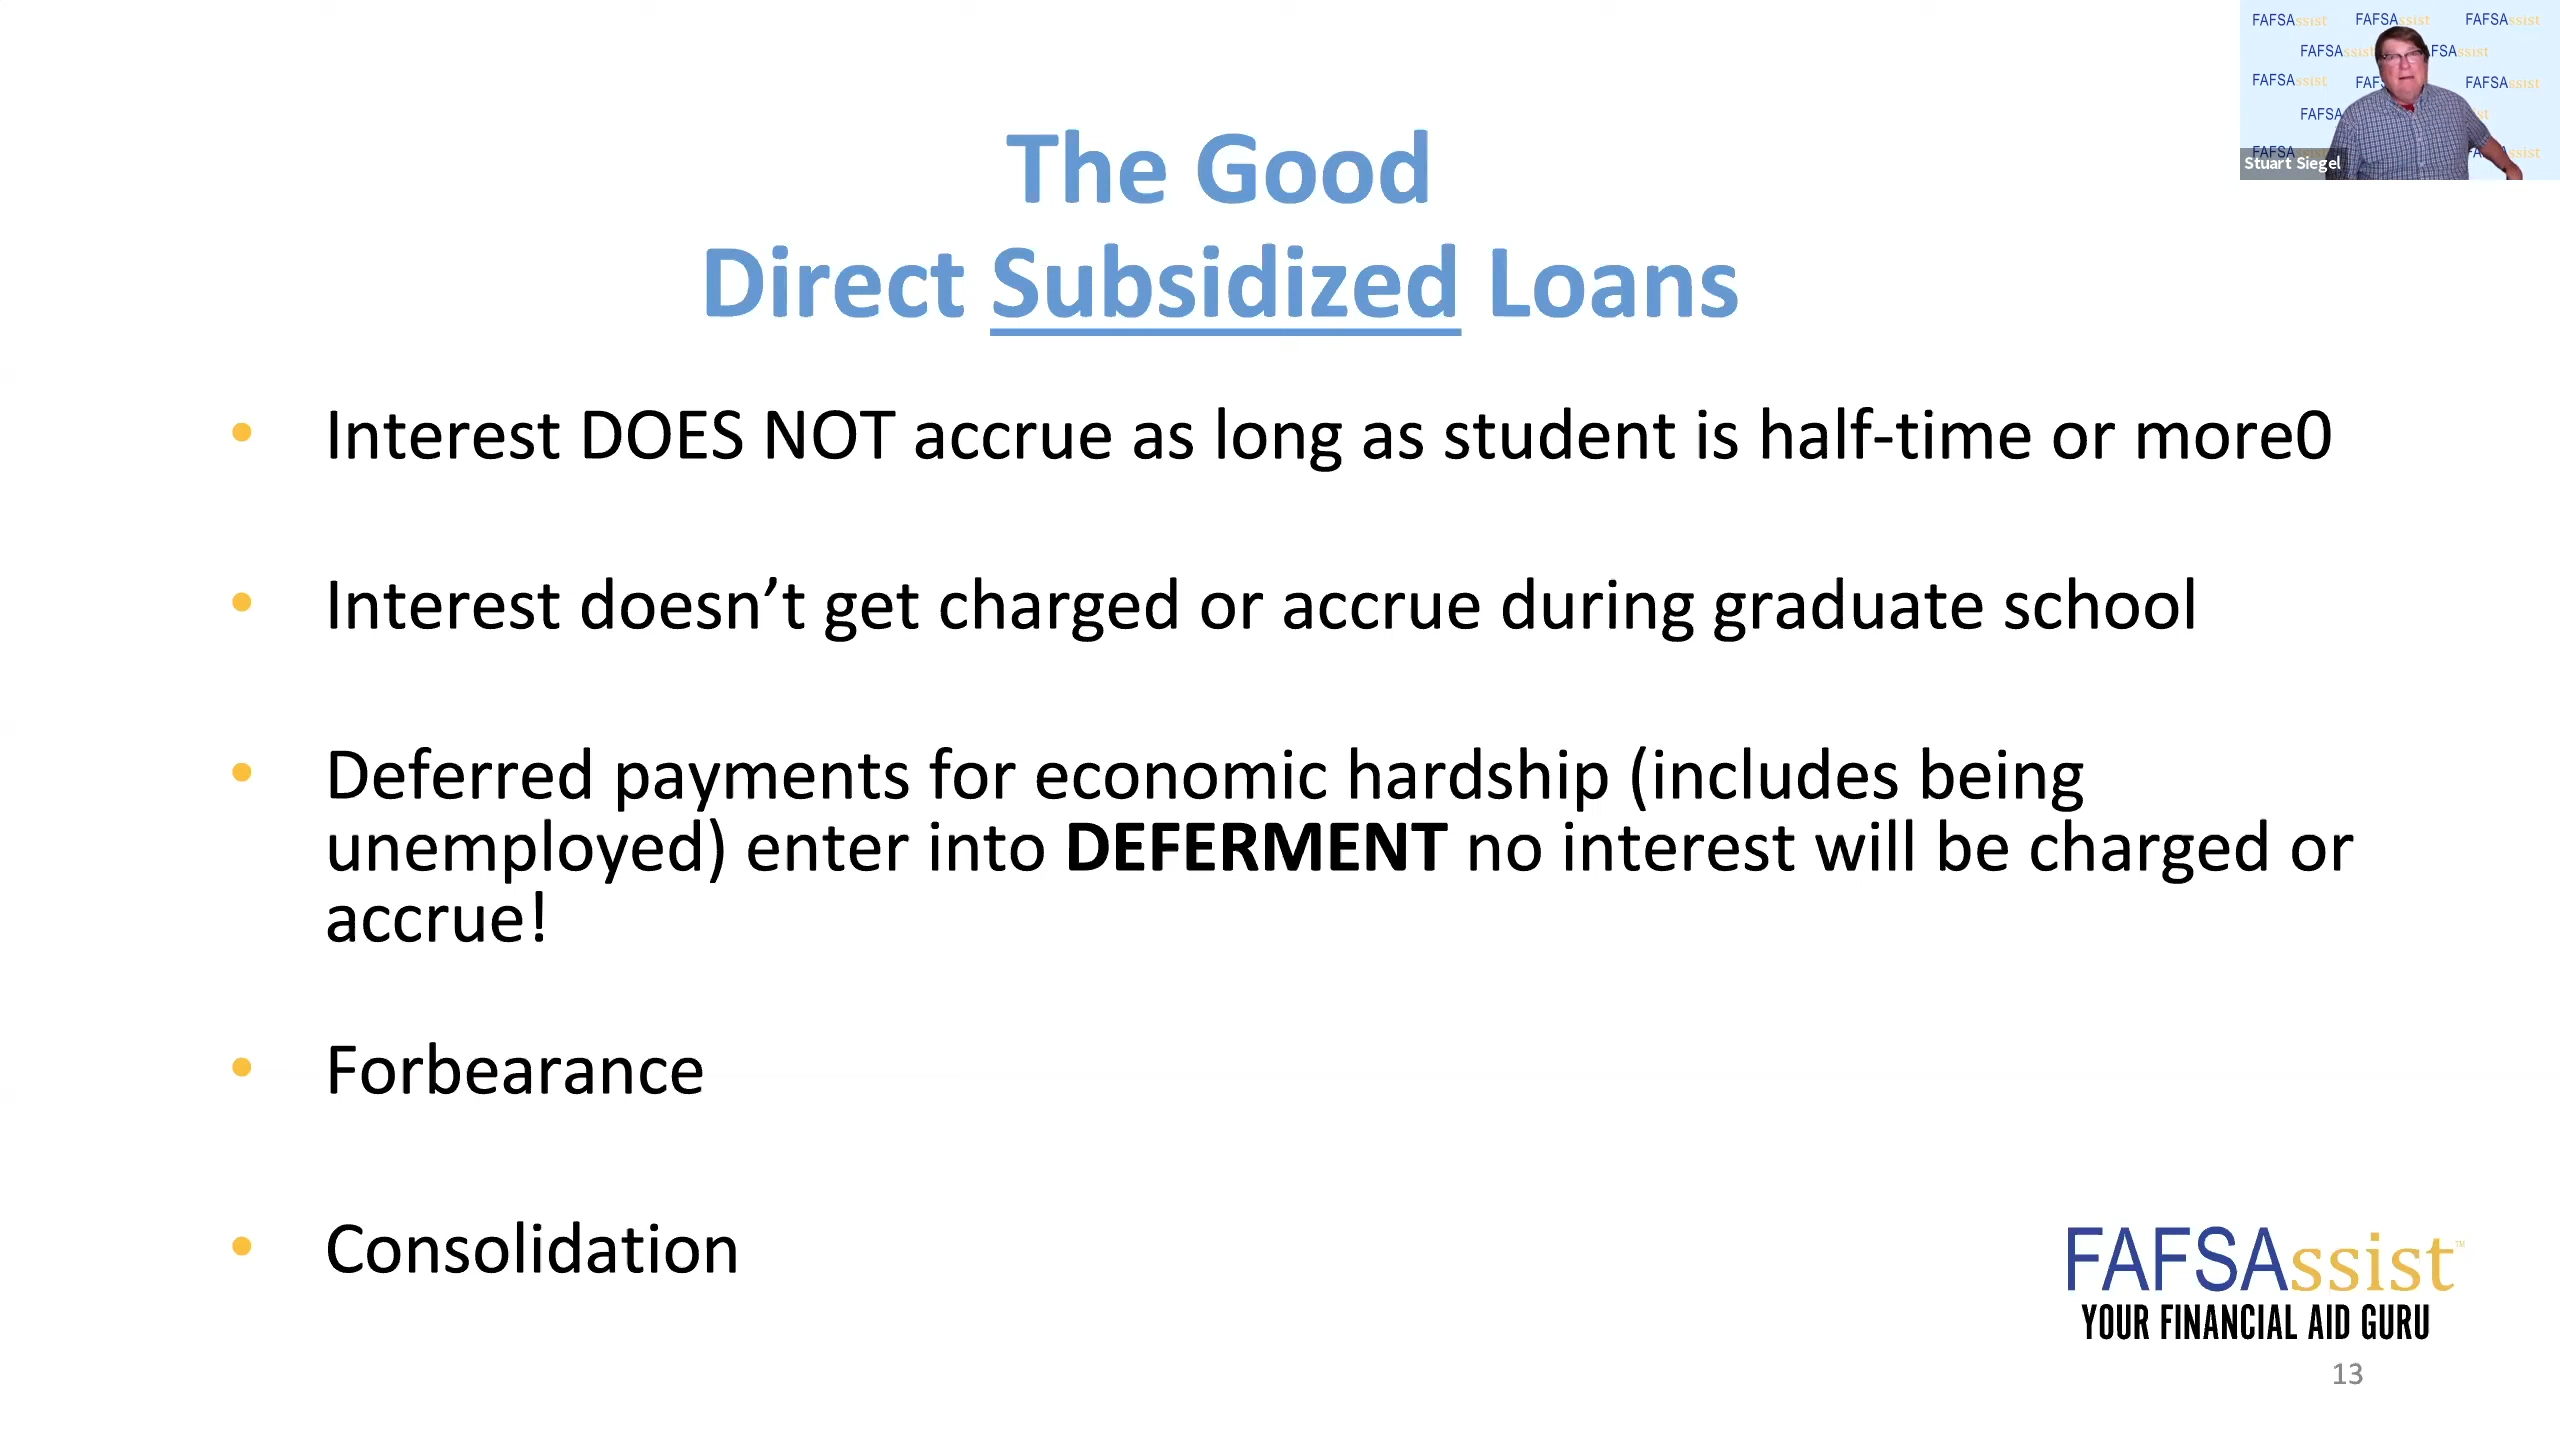 FAFSAssist FAFSAssist FAFSAssist
FAFSAssist FSAssist
FAFSAssist FAF FAFSAssist
FAFSA st
FAFSA ssist
Stuart Siegel
The Good
Direct Subsidized Loans
• Interest DOES NOT accrue as long as student is half-time or more0
• Interest doesn’t get charged or accrue during graduate school
• Deferred payments for economic hardship (includes being
unemployed) enter into DEFERMENT no interest will be charged or
accrue!
• Forbearance
• Consolidation
FAFSAssist™
YOUR FINANCIAL AID GURU
13